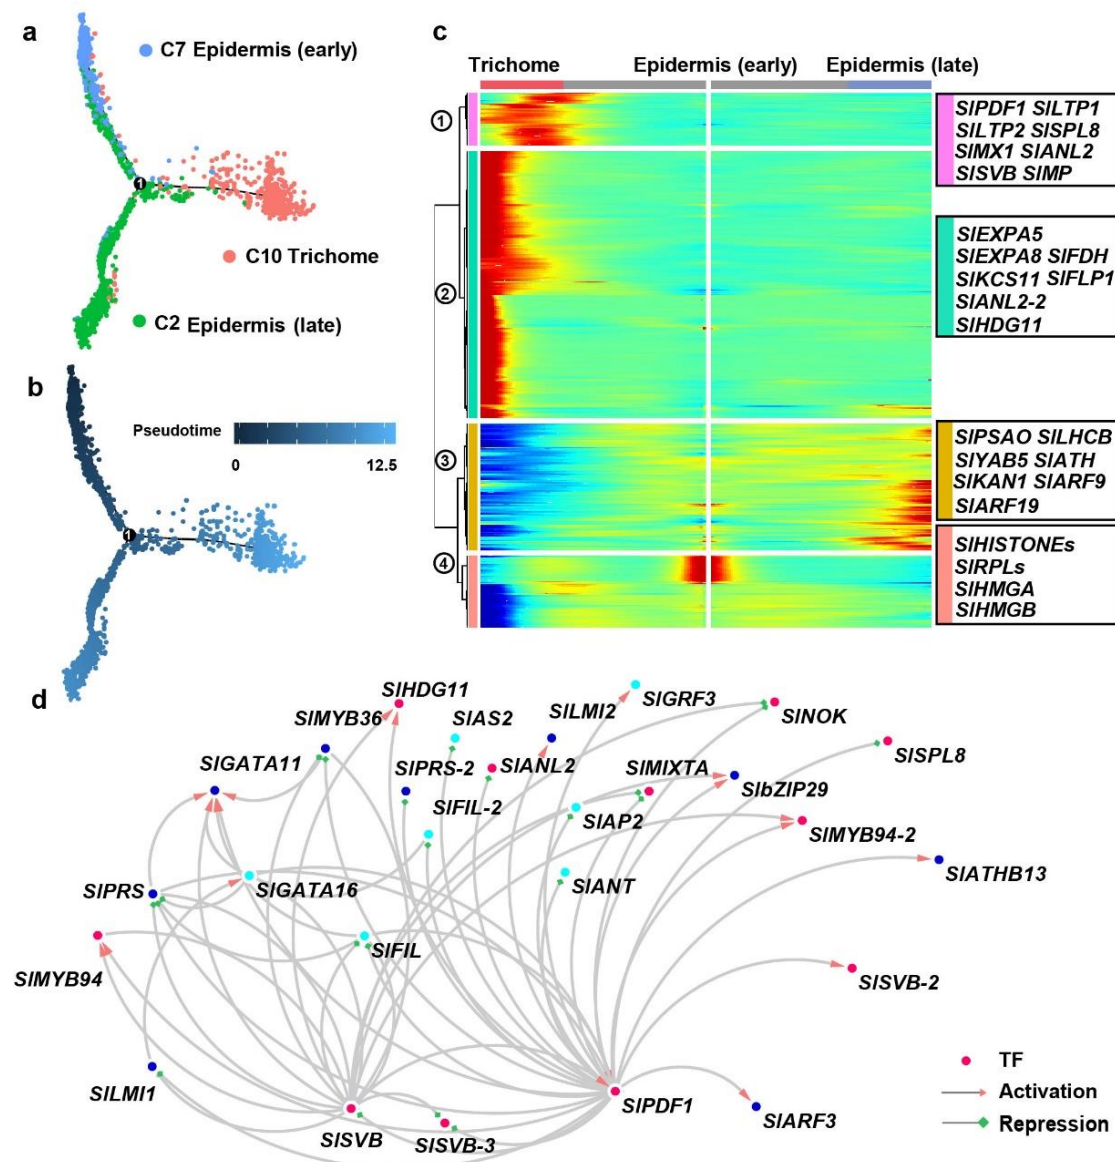 a
C7 Epidermis (early)
1
C10 Trichome
C2 Epidermis (late)
b
Pseudotime
0 12.5
1
c
Trichome Epidermis (early) Epidermis (late)
1
2
3
4
SlPDF1 SlLTP1
SlLTP2 SlSPL8
SlMX1 SlANL2
SlSVB SlMP
SlEXPA5
SlEXPA8 SlFDH
SlKCS11 SlFLP1
SlANL2-2
SlHDG11
SlPSAO SlLHCB
SlYAB5 SlATH
SlKAN1 SlARF9
SlARF19
SlHISTONEs
SlRPLs
SlHMGA
SlHMGB
d
SlHDG11
SlGRF3
SlMYB36
SlAS2
SlLMI2
SlNOK
SlSPL8
SlGATA11
SlPRS-2
SlANL2
SlMIXTA
SlbZIP29
SlFIL-2
SlAP2
SlMYB94-2
SlATHB13
SlPRS
SlGATA16
SlANT
SlFIL
SlMYB94
SlSVB-2
SlLMI1
SlSVB
SlSVB-3
SlPDF1
SlARF3
TF
Activation
Repression